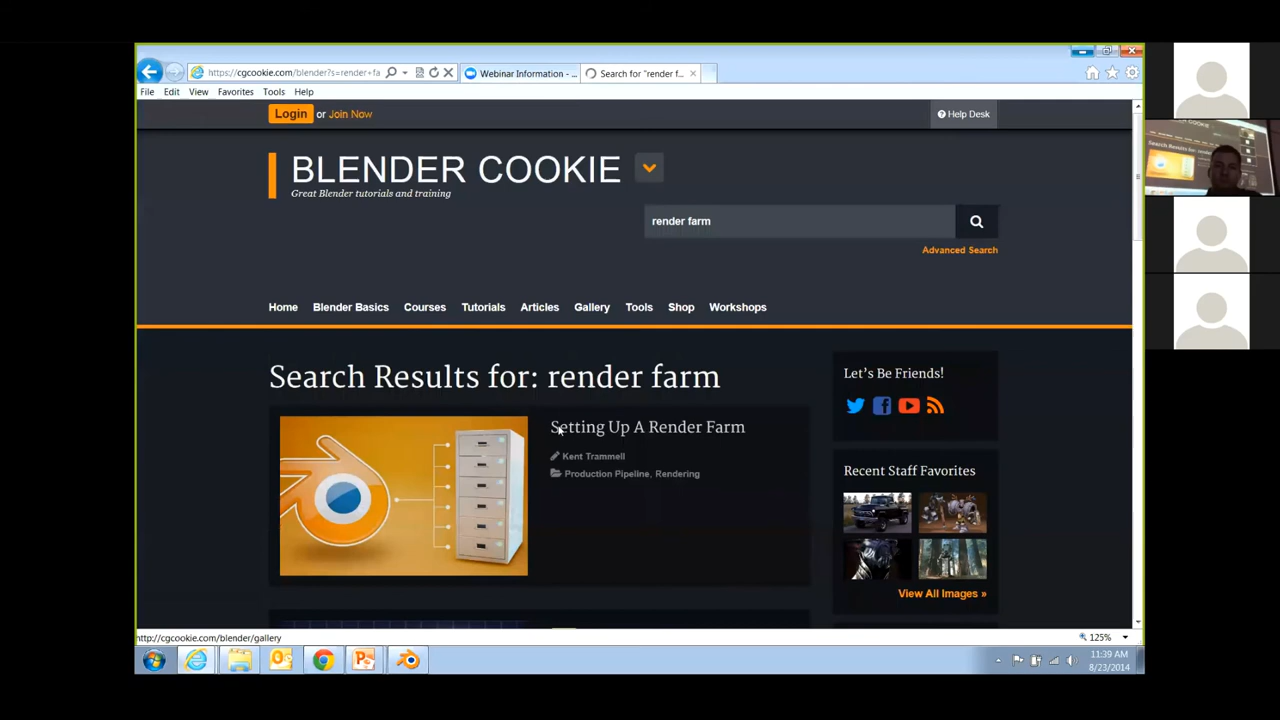 https://cgcookie.com/blender?s=render+fa
Webinar Information - ...
Search for "render f...
File Edit View Favorites Tools Help
Login or Join Now
Help Desk
BLENDER COOKIE
Great Blender tutorials and training
render farm
Advanced Search
Home Blender Basics Courses Tutorials Articles Gallery Tools Shop Workshops
Search Results for: render farm
Setting Up A Render Farm
Kent Trammell
Production Pipeline, Rendering
Let's Be Friends!
Recent Staff Favorites
View All Images »
http://cgcookie.com/blender/gallery
125%
11:39 AM
8/23/2014